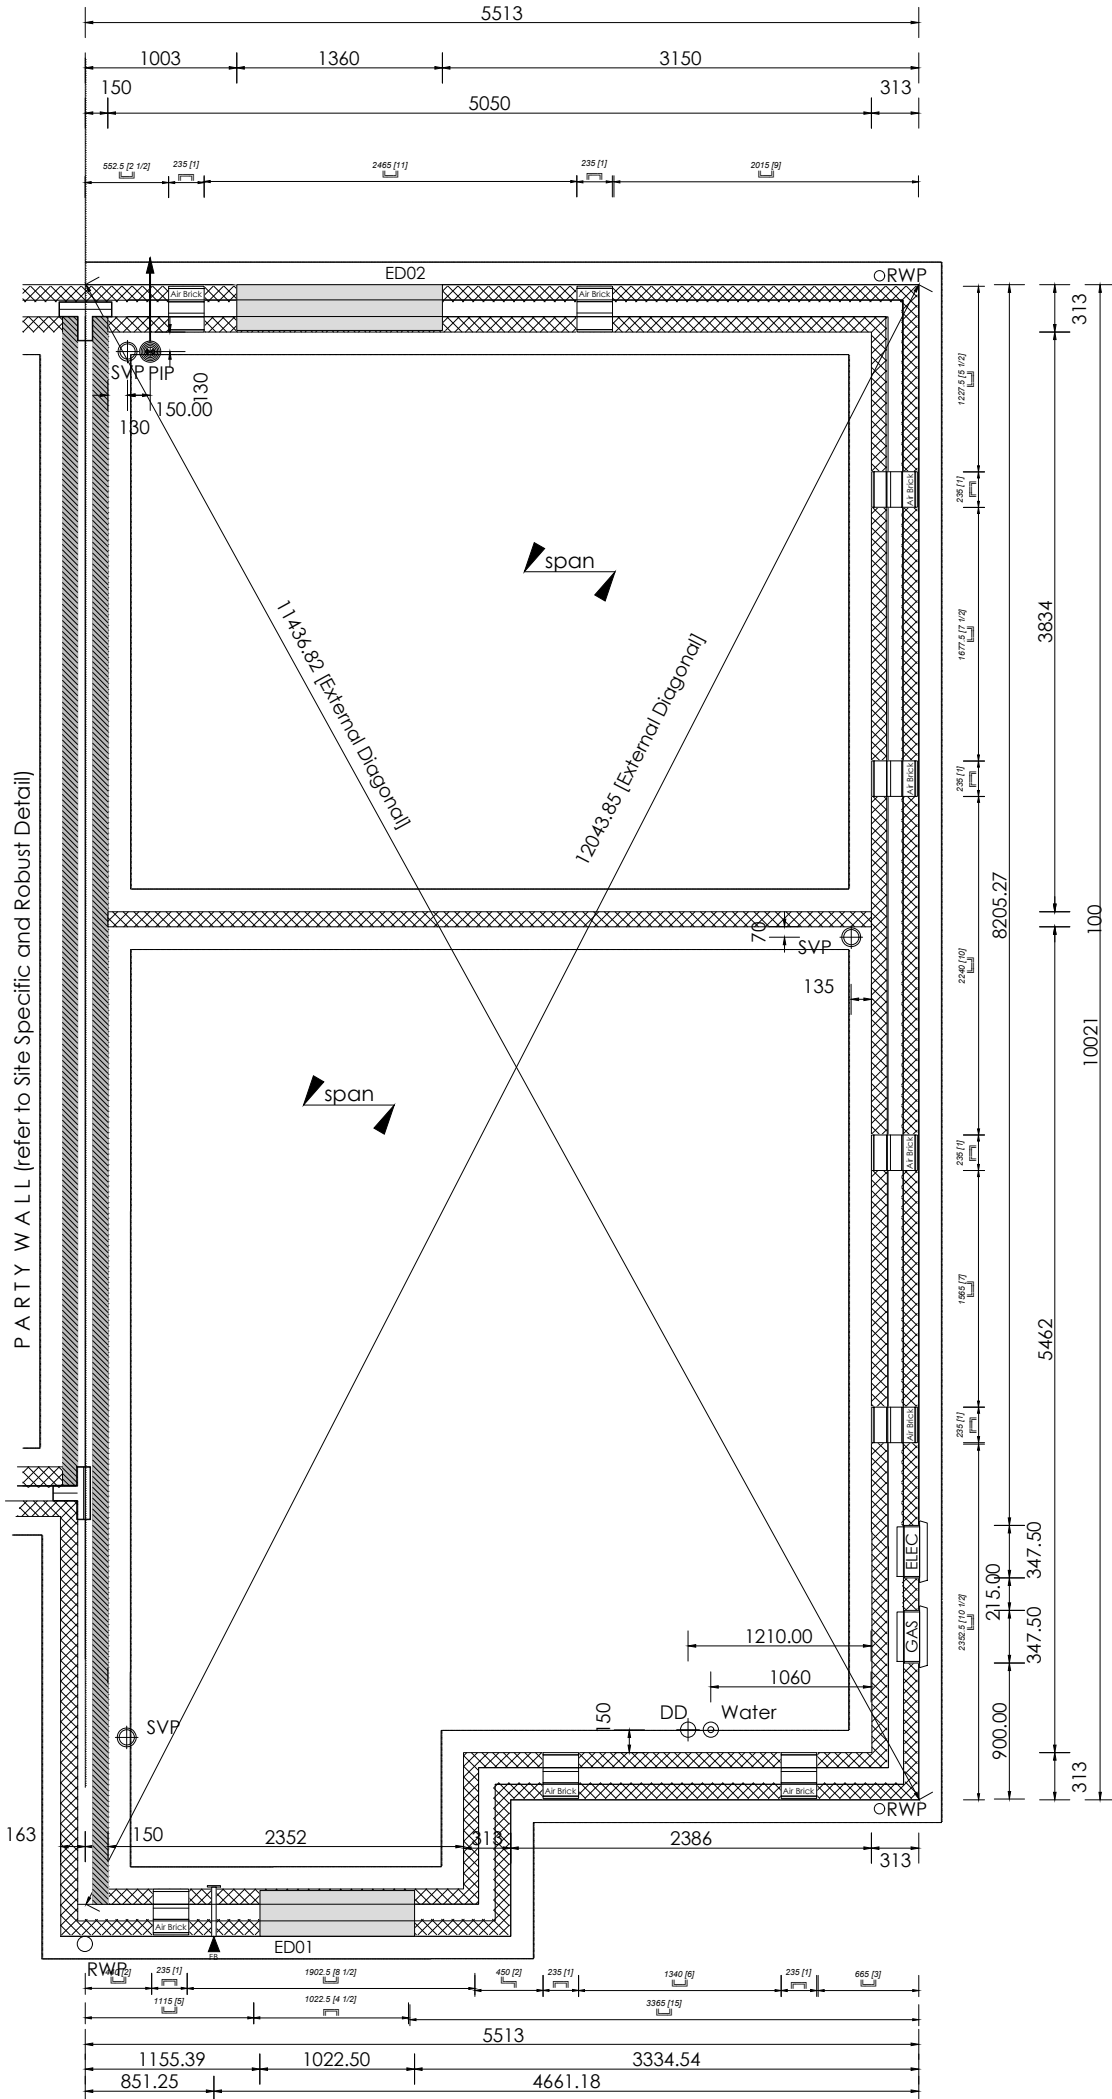 5513
1003
1360
3150
150
5050
313
552.5 [2 1/2]
235 [1]
2465 [11]
235 [1]
2015 [9]
ED02
RWP
Air Brick
Air Brick
SVP
PIP
130
150.00
130
313
1227.5 [5 1/2]
235 [1]
Air Brick
span
11436.82 [External Diagonal]
12043.85 [External Diagonal]
3834
1677.5 [7 1/2]
235 [1]
Air Brick
PARTY WALL (refer to Site Specific and Robust Detail)
8205.27
100
70
SVP
135
2240 [10]
10021
span
235 [1]
Air Brick
1565 [7]
5462
235 [1]
Air Brick
ELEC
347.50
215.00
GAS
347.50
2352.5 [10 1/2]
1210.00
1060
150
DD
Water
SVP
900.00
313
Air Brick
Air Brick
RWP
163
150
2352
313
2386
313
Air Brick
ED01
RWP
235 [1]
1902.5 [8 1/2]
450 [2]
235 [1]
1340 [6]
235 [1]
665 [3]
1115 [5]
1022.5 [4 1/2]
3365 [15]
5513
1155.39
1022.50
3334.54
851.25
4661.18